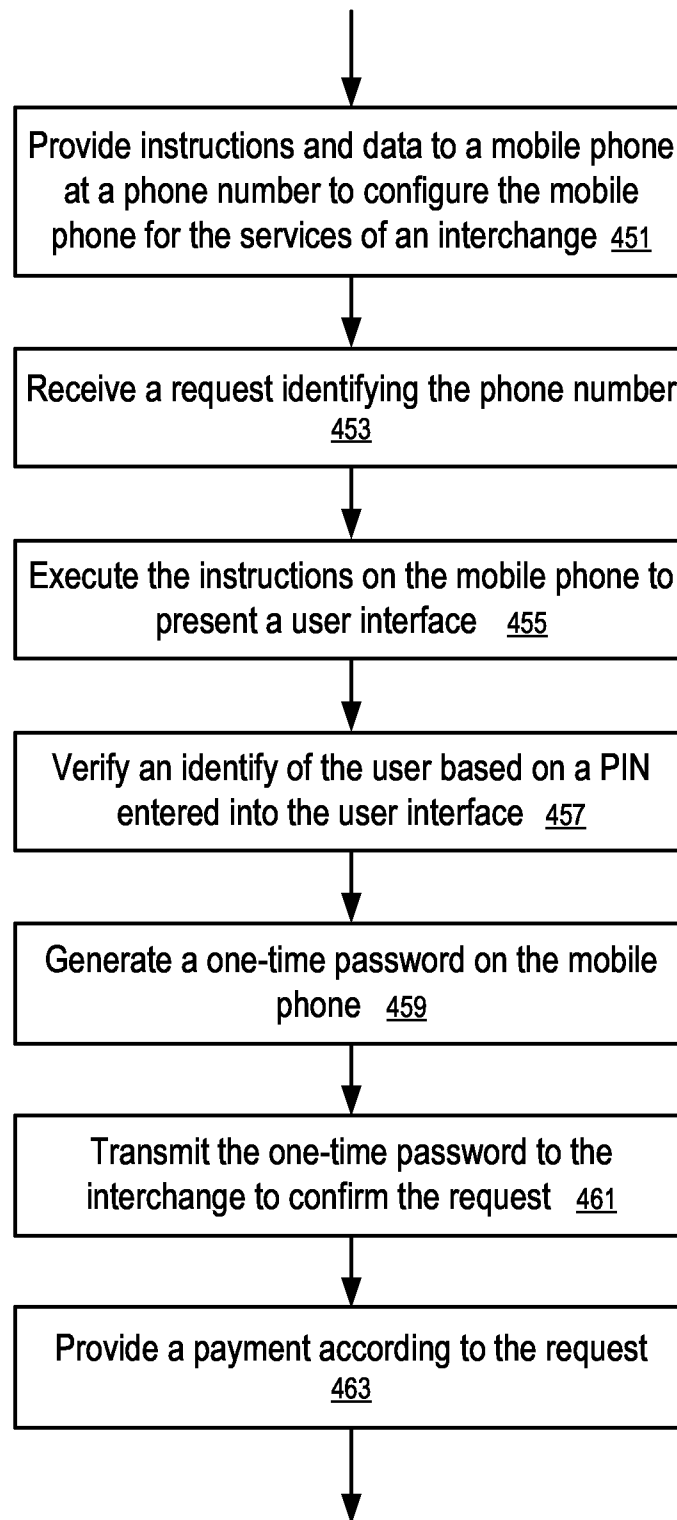 Provide instructions and data to a mobile phone
at a phone number to configure the mobile
phone for the services of an interchange 451
Receive a request identifying the phone number
453
Execute the instructions on the mobile phone to
present a user interface 455
Verify an identify of the user based on a PIN
entered into the user interface 457
Generate a one-time password on the mobile
phone 459
Transmit the one-time password to the
interchange to confirm the request 461
Provide a payment according to the request
463